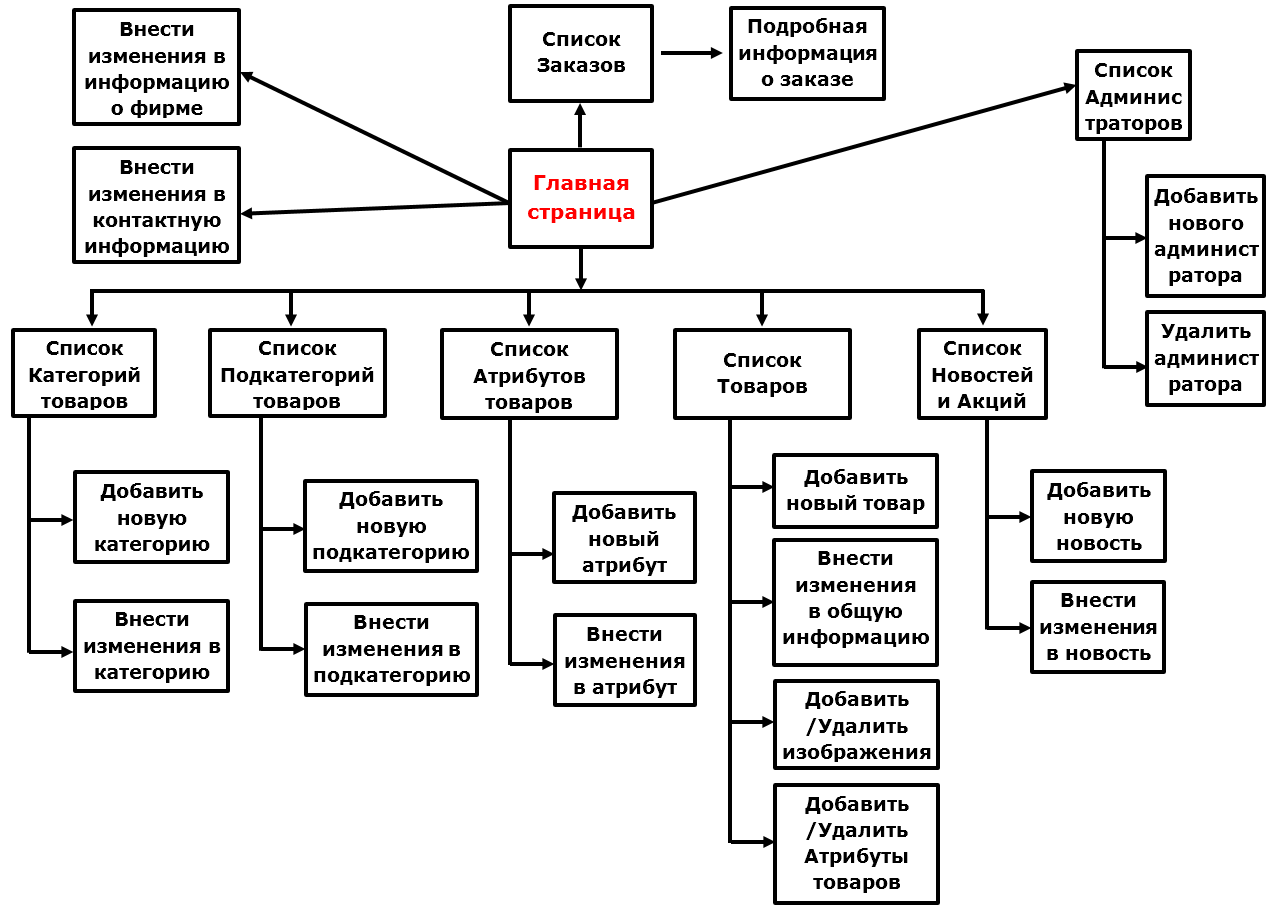 Внести
изменения в
информацию
о фирме
Список
Заказов
Подробная
информация
о заказе
Список
Админис
траторов
Внести
изменения в
контактную
информацию
Главная
страница
Добавить
нового
админист
ратора
Удалить
админист
ратора
Список
Категорий
товаров
Список
Подкатегорий
товаров
Список
Атрибутов
товаров
Список
Товаров
Список
Новостей
и Акций
Добавить
новую
категорию
Внести
изменения в
категорию
Добавить
новую
подкатегорию
Внести
изменения в
подкатегорию
Добавить
новый
атрибут
Внести
изменения
в атрибут
Добавить
новый товар
Внести
изменения
в общую
информацию
Добавить
/Удалить
изображения
Добавить
/Удалить
Атрибуты
товаров
Добавить
новую
новость
Внести
изменения
в новость